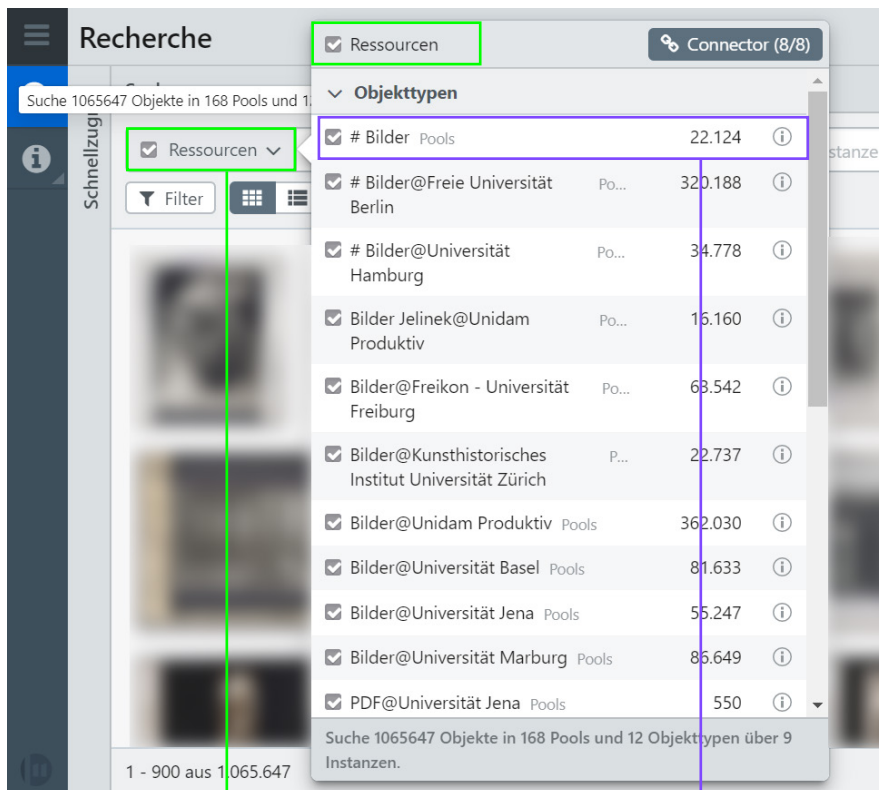 Recherche
Ressourcen
Connector (8/8)
Suche 1065647 Objekte in 168 Pools und 1
Schnellzug
Objekttypen
Ressourcen
Filter
# Bilder Pools 22.124
# Bilder@Freie Universität Po... 320.188
Berlin
# Bilder@Universität Po... 34.778
Hamburg
Bilder Jelinek@Unidam Po... 16.160
Produktiv
Bilder@Freikon - Universität Po... 63.542
Freiburg
Bilder@Kunsthistorisches P... 22.737
Institut Universität Zürich
Bilder@Unidam Produktiv Pools 362.030
Bilder@Universität Basel Pools 81.633
Bilder@Universität Jena Pools 55.247
Bilder@Universität Marburg Pools 86.649
PDF@Universität Jena Pools 550
Suche 1065647 Objekte in 168 Pools und 12 Objekttypen über 9
Instanzen.
stanze
1 - 900 aus 1.065.647